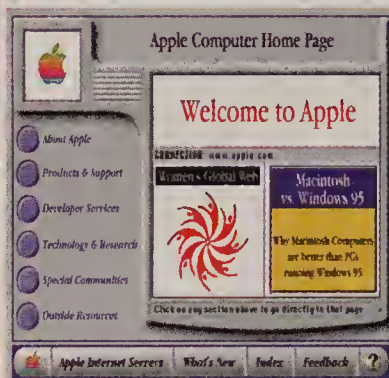 Apple Computer Home Page
Welcome to Apple
CONNECTION www.apple.com
Women's Global Web
Macintosh
vs. Windows 95
Why Macintosh Computers
are better than PCs
running Windows 95
About Apple
Products & Support
Developer Services
Technology & Research
Special Communities
Outside Resources
Click on any section above to go directly to that page
Apple Internet Servers
What's New
Index
Feedback
?